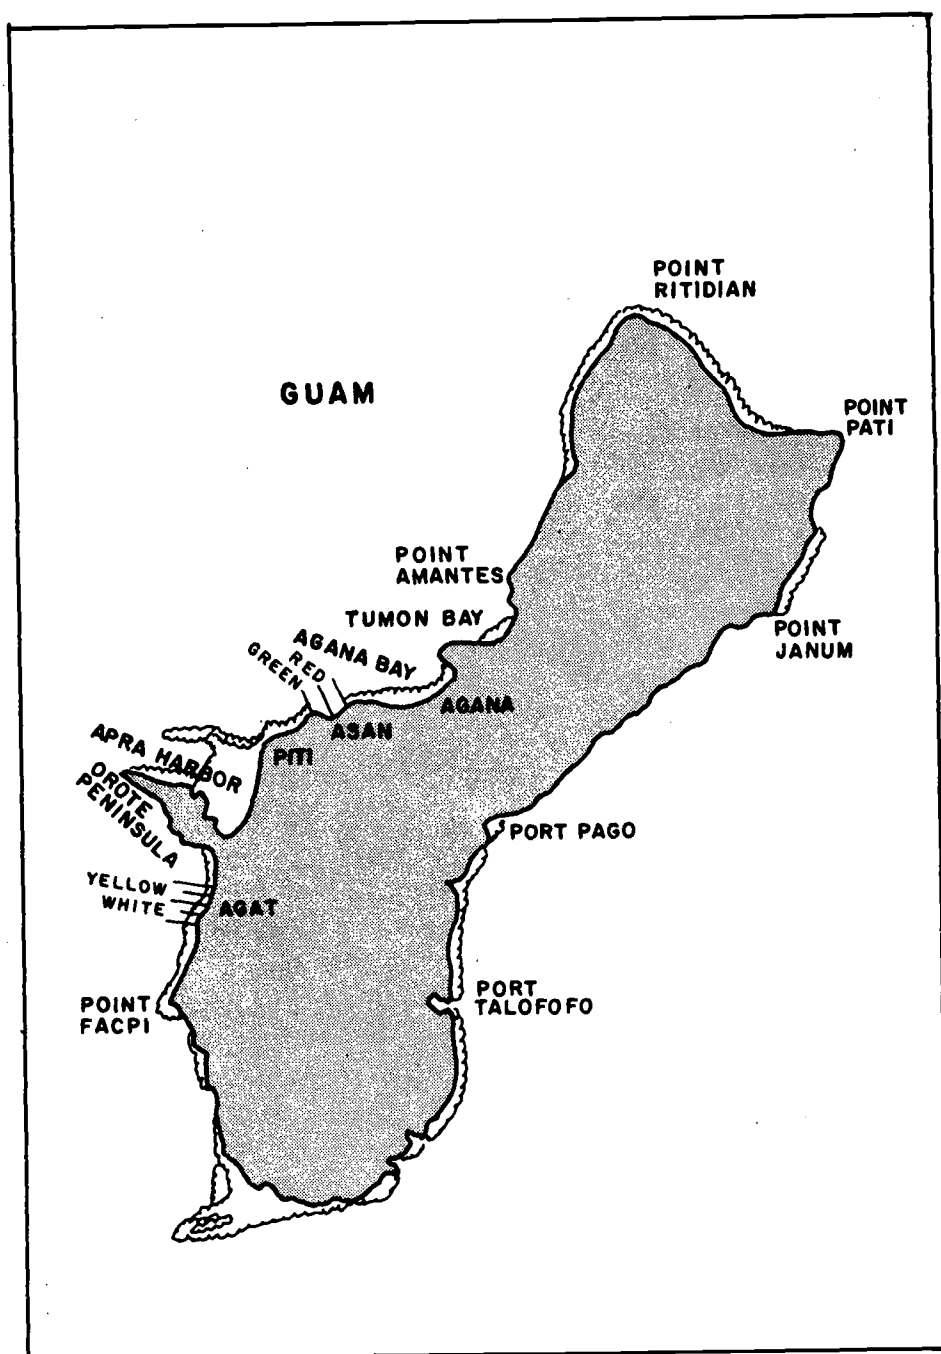 POINT
RITIDIAN
GUAM
POINT
PATI
POINT
AMANTES
TUMON BAY
POINT
JANUM
AGANA BAY
RED
GREEN
AGANA
ASAN
PITI
APRA HARBOR
OROTE
PENINSULA
PORT PAGO
YELLOW
WHITE
AGAT
PORT
TALOFOFO
POINT
FACPI